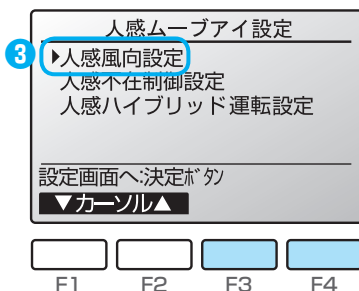 人感ムーブアイ設定
3 ▶人感風向設定
人感不在制御設定
人感ハイブリッド運転設定
設定画面へ:決定ボタン
▼カーソル▲
F1 F2 F3 F4